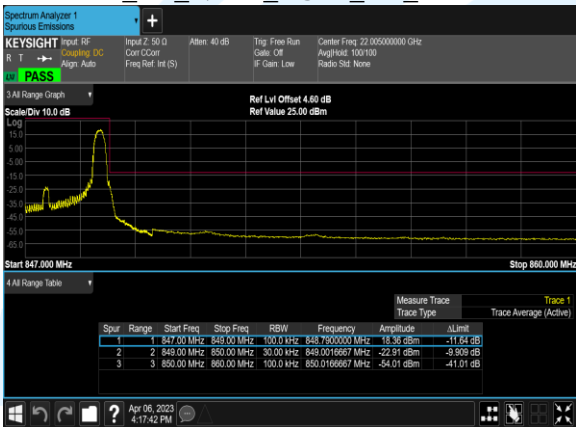 Spectrum Analyzer 1
Spurious Emissions
+
KEYSIGHT Input: RF Input Z: 50 Ω Atten: 40 dB Trig: Free Run Center Freq: 22.005000000 GHz
R T Coupling: DC Corr CCorr Gate: Off Avg|Hold: 100/100
Align: Auto Freq Ref: Int (S) IF Gain: Low Radio Std: None
PASS
3 All Range Graph
Ref Lvl Offset 4.60 dB
Scale/Div 10.0 dB Ref Value 25.00 dBm
Log
15.0
5.00
-5.00
-15.0
-25.0
-35.0
-45.0
-55.0
-65.0
Start 847.000 MHz Stop 860.000 MHz
4 All Range Table
Measure Trace Trace 1
Trace Type Trace Average (Active)
Spur Range Start Freq Stop Freq RBW Frequency Amplitude ΔLimit
1 1 847.00 MHz 849.00 MHz 100.0 kHz 848.7900000 MHz 18.36 dBm -11.64 dB
2 2 849.00 MHz 850.00 MHz 30.00 kHz 849.0016667 MHz -22.91 dBm -9.909 dB
3 3 850.00 MHz 860.00 MHz 100.0 kHz 850.0166667 MHz -54.01 dBm -41.01 dB
? Apr 06, 2023
4:17:42 PM